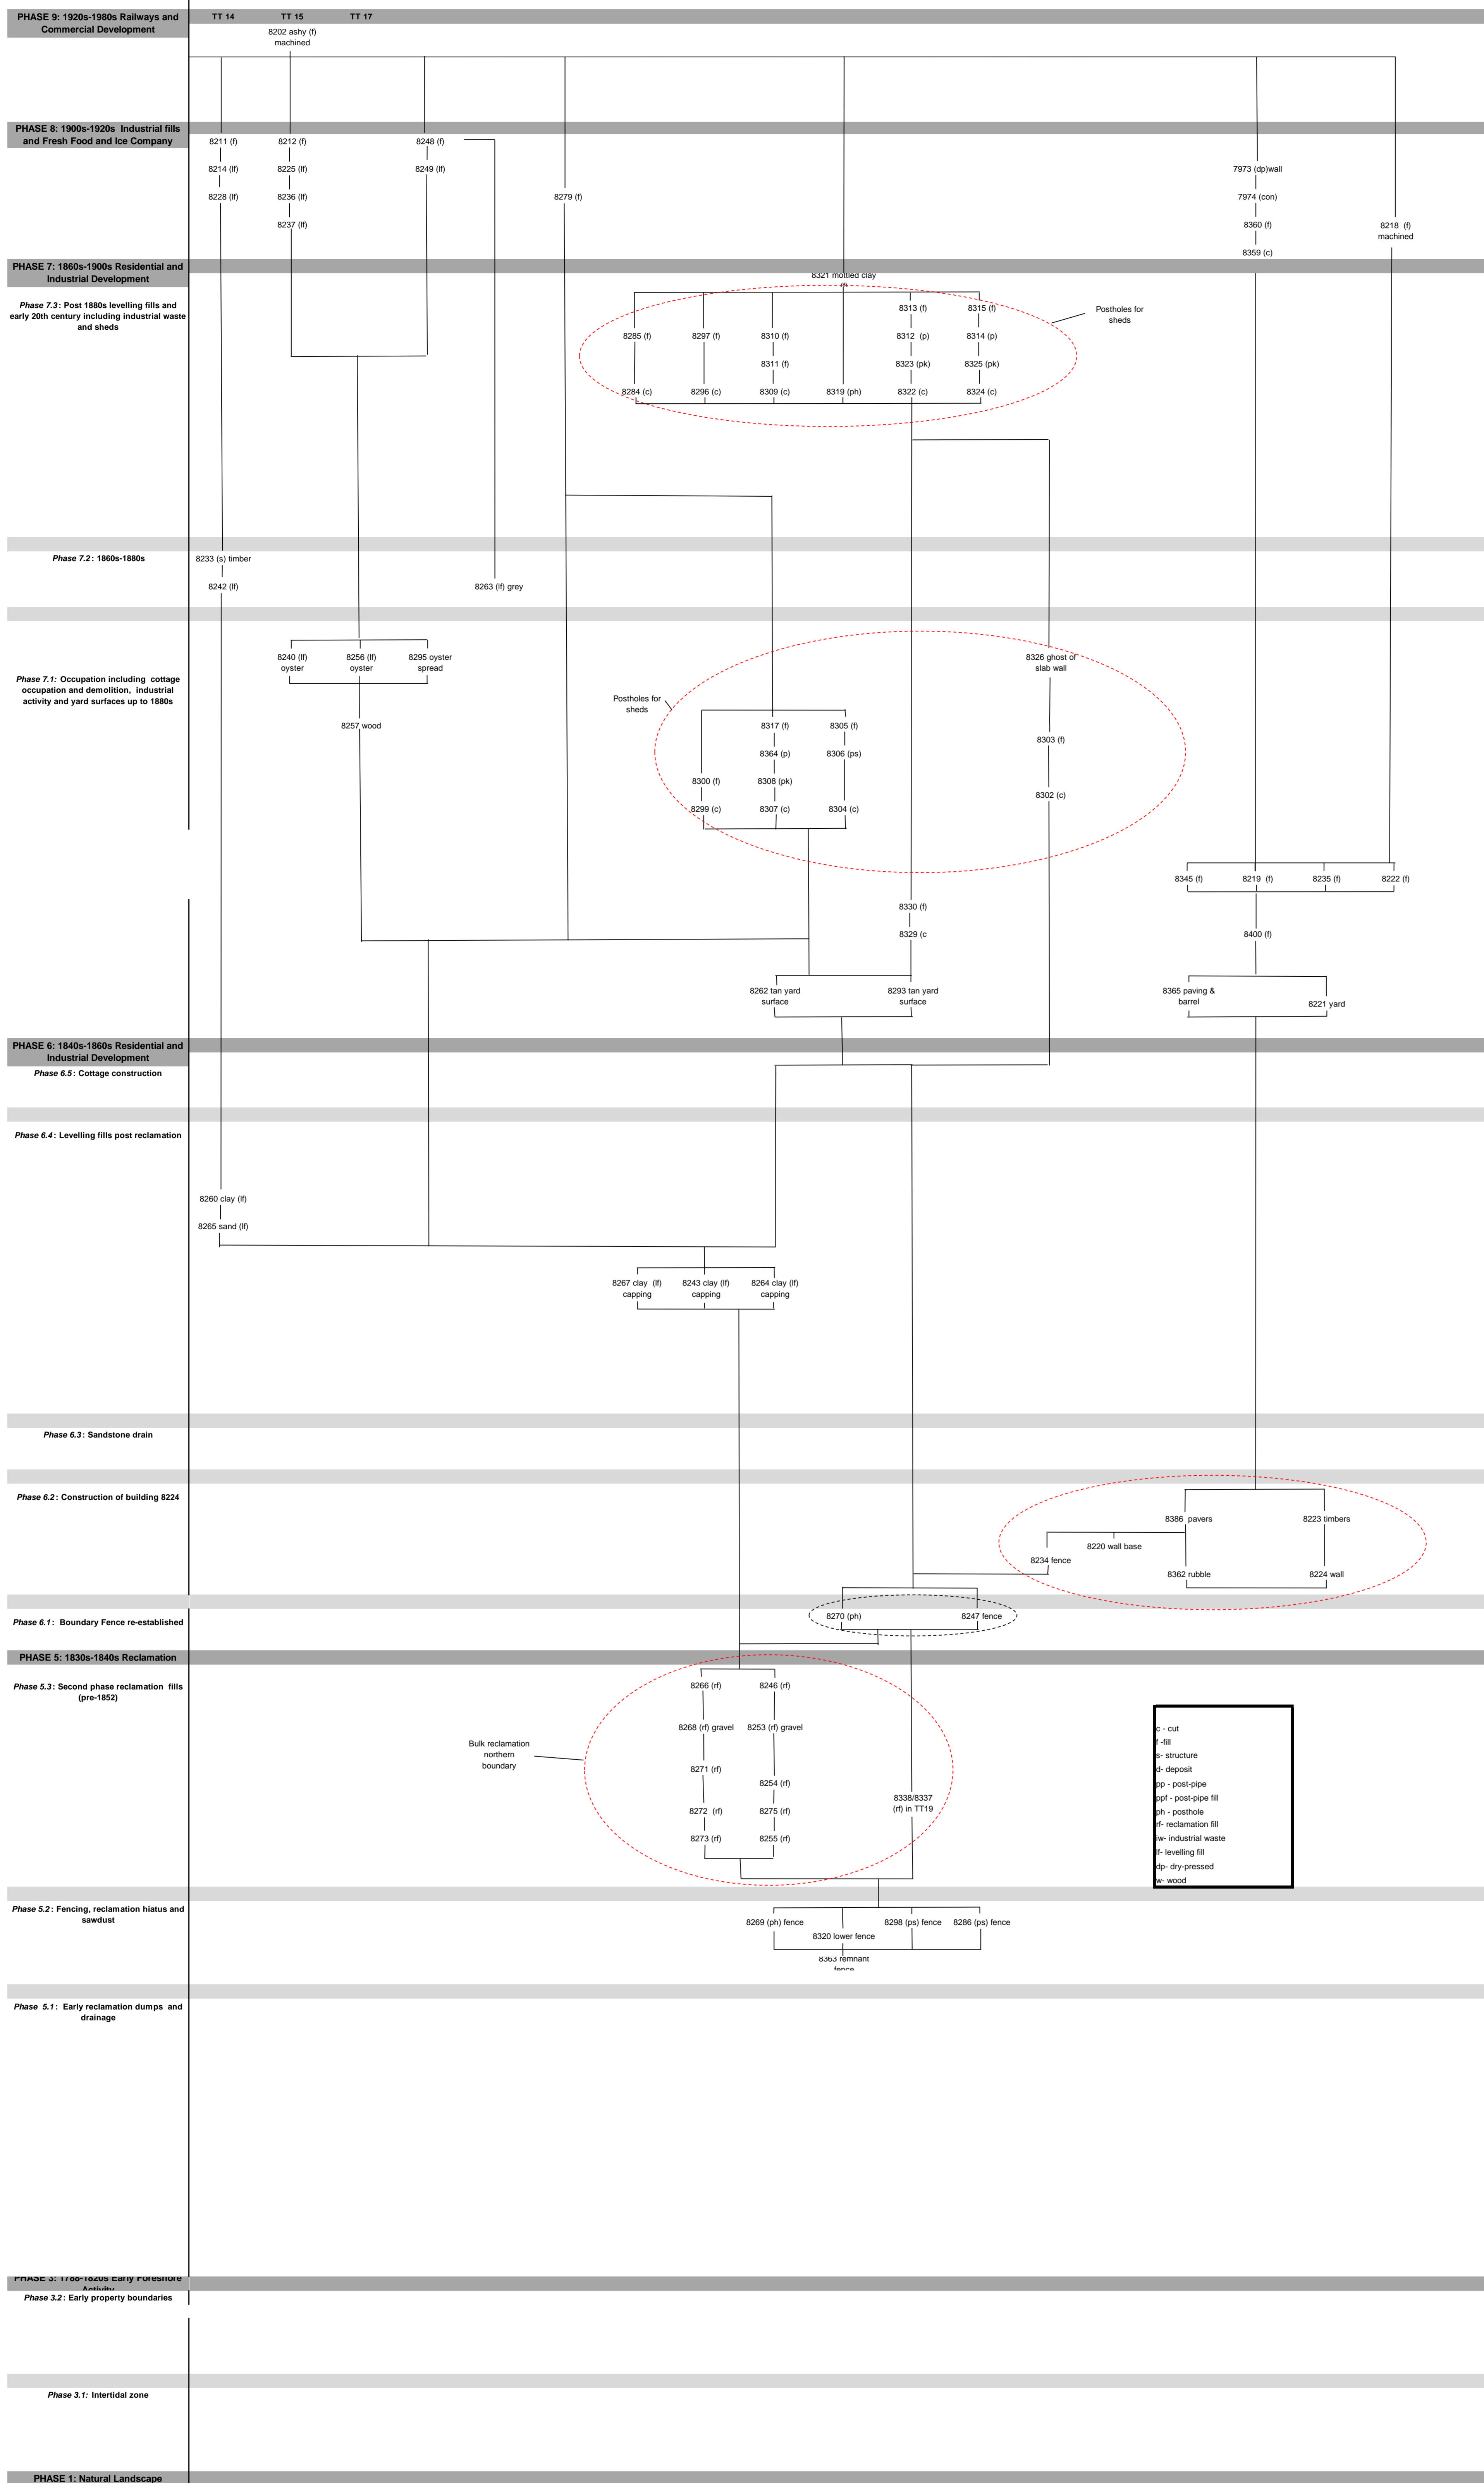 PHASE 9: 1920s-1980s Railways and
Commercial Development
TT 14
TT 15
TT 17
8202 ashy (f)
machined
PHASE 8: 1900s-1920s Industrial fills
and Fresh Food and Ice Company
8211 (f)
8212 (f)
8248 (f)
8214 (lf)
8225 (lf)
8249 (lf)
7973 (dp)wall
8228 (lf)
8236 (lf)
8279 (f)
7974 (con)
8237 (lf)
8360 (f)
8218 (f)
machined
8359 (c)
PHASE 7: 1860s-1900s Residential and
Industrial Development
8321 mottled clay
Phase 7.3: Post 1880s levelling fills and
early 20th century including industrial waste
and sheds
8313 (f)
8315 (f)
Postholes for
sheds
8285 (f)
8297 (f)
8310 (f)
8312 (p)
8314 (p)
8311 (f)
8323 (pk)
8325 (pk)
8284 (c)
8296 (c)
8309 (c)
8319 (ph)
8322 (c)
8324 (c)
Phase 7.2: 1860s-1880s
8233 (s) timber
8242 (lf)
8263 (lf) grey
8240 (lf)
oyster
8256 (lf)
oyster
8295 oyster
spread
8326 ghost of
slab wall
Phase 7.1: Occupation including cottage
occupation and demolition, industrial
activity and yard surfaces up to 1880s
Postholes for
sheds
8257 wood
8317 (f)
8305 (f)
8303 (f)
8364 (p)
8306 (ps)
8300 (f)
8308 (pk)
8302 (c)
8299 (c)
8307 (c)
8304 (c)
8345 (f)
8219 (f)
8235 (f)
8222 (f)
8330 (f)
8329 (c
8400 (f)
8262 tan yard
surface
8293 tan yard
surface
8365 paving &
barrel
8221 yard
PHASE 6: 1840s-1860s Residential and
Industrial Development
Phase 6.5: Cottage construction
Phase 6.4: Levelling fills post reclamation
8260 clay (lf)
8265 sand (lf)
8267 clay (lf)
capping
8243 clay (lf)
capping
8264 clay (lf)
capping
Phase 6.3: Sandstone drain
Phase 6.2: Construction of building 8224
8386 pavers
8223 timbers
8220 wall base
8234 fence
8362 rubble
8224 wall
Phase 6.1: Boundary Fence re-established
8270 (ph)
8247 fence
PHASE 5: 1830s-1840s Reclamation
Phase 5.3: Second phase reclamation fills
(pre-1852)
8266 (rf)
8246 (rf)
8268 (rf) gravel
8253 (rf) gravel
Bulk reclamation
northern
boundary
8271 (rf)
8254 (rf)
8338/8337
(rf) in TT19
8272 (rf)
8275 (rf)
8273 (rf)
8255 (rf)
c - cut
f -fill
s- structure
d- deposit
pp - post-pipe
ppf - post-pipe fill
ph - posthole
rf- reclamation fill
iw- industrial waste
lf- levelling fill
dp- dry-pressed
w- wood
Phase 5.2: Fencing, reclamation hiatus and
sawdust
8269 (ph) fence
8320 lower fence
8298 (ps) fence
8286 (ps) fence
8363 remnant
fence
Phase 5.1: Early reclamation dumps and
drainage
PHASE 3: 1788-1820s Early Foreshore
Activity
Phase 3.2: Early property boundaries
Phase 3.1: Intertidal zone
PHASE 1: Natural Landscape